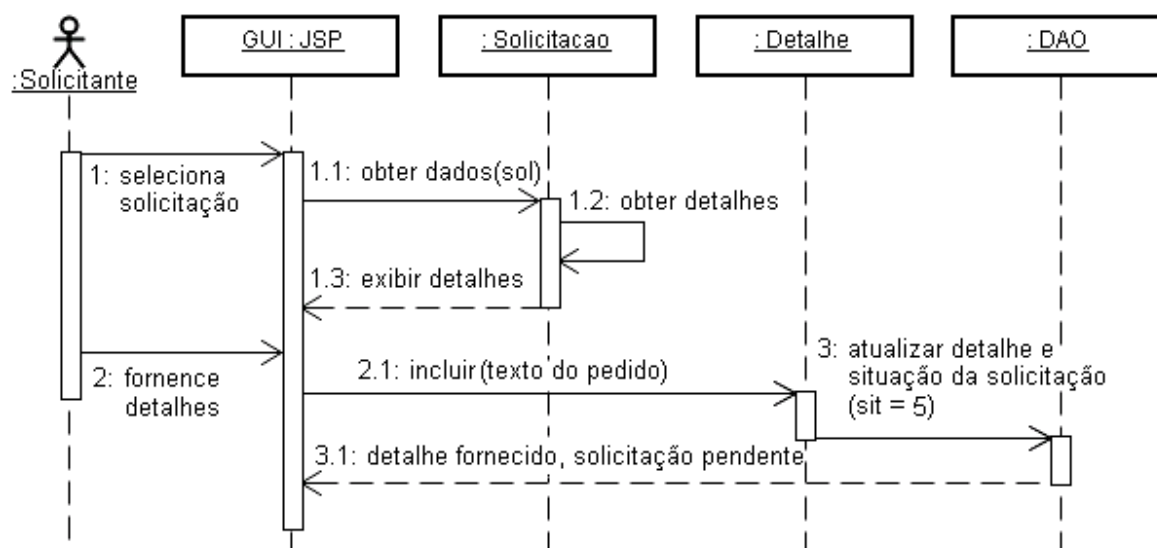 :Solicitante
GUI : JSP
: Solicitacao
: Detalhe
: DAO
1: seleciona
solicitação
1.1: obter dados(sol)
1.2: obter detalhes
1.3: exibir detalhes
2: fornence
detalhes
2.1: incluir(texto do pedido)
3: atualizar detalhe e
situação da solicitação
(sit = 5)
3.1: detalhe fornecido, solicitação pendente